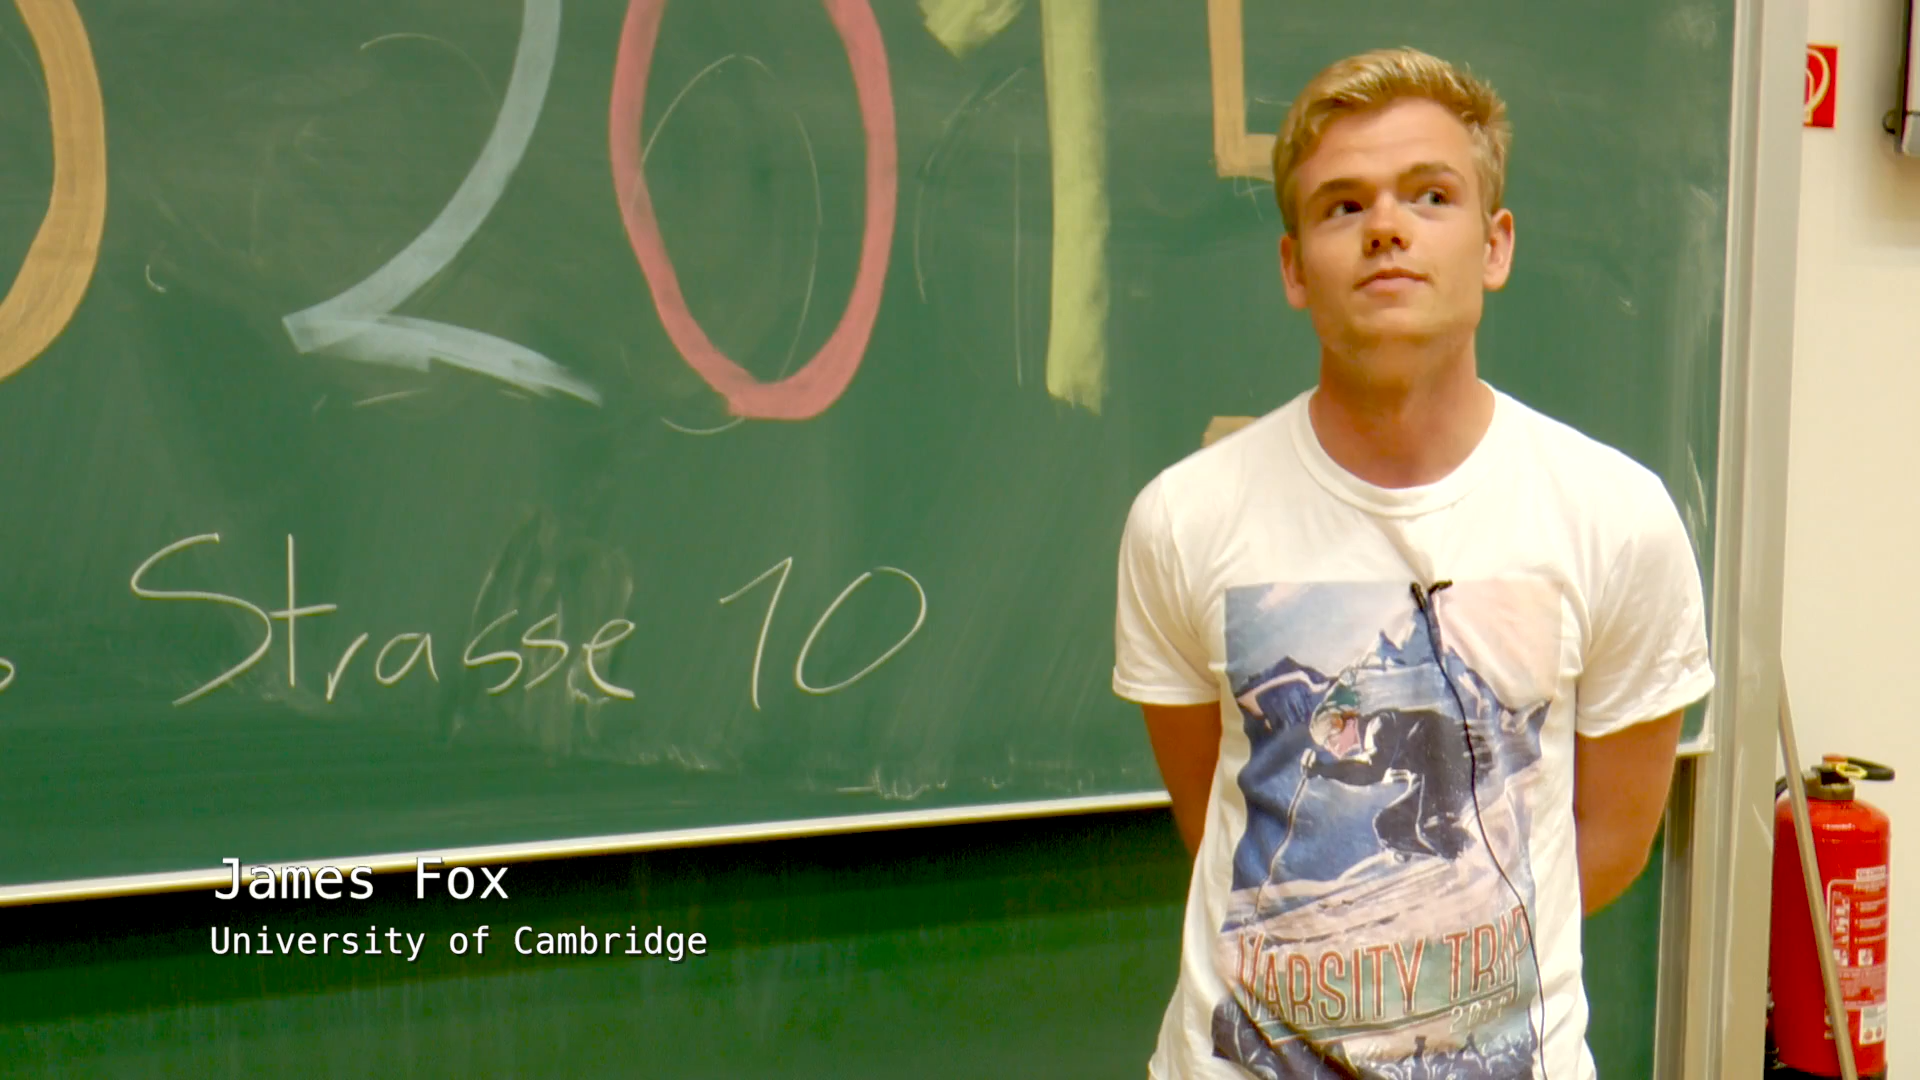 201
Strasse 10
James Fox
University of Cambridge
VARSITY TRIP